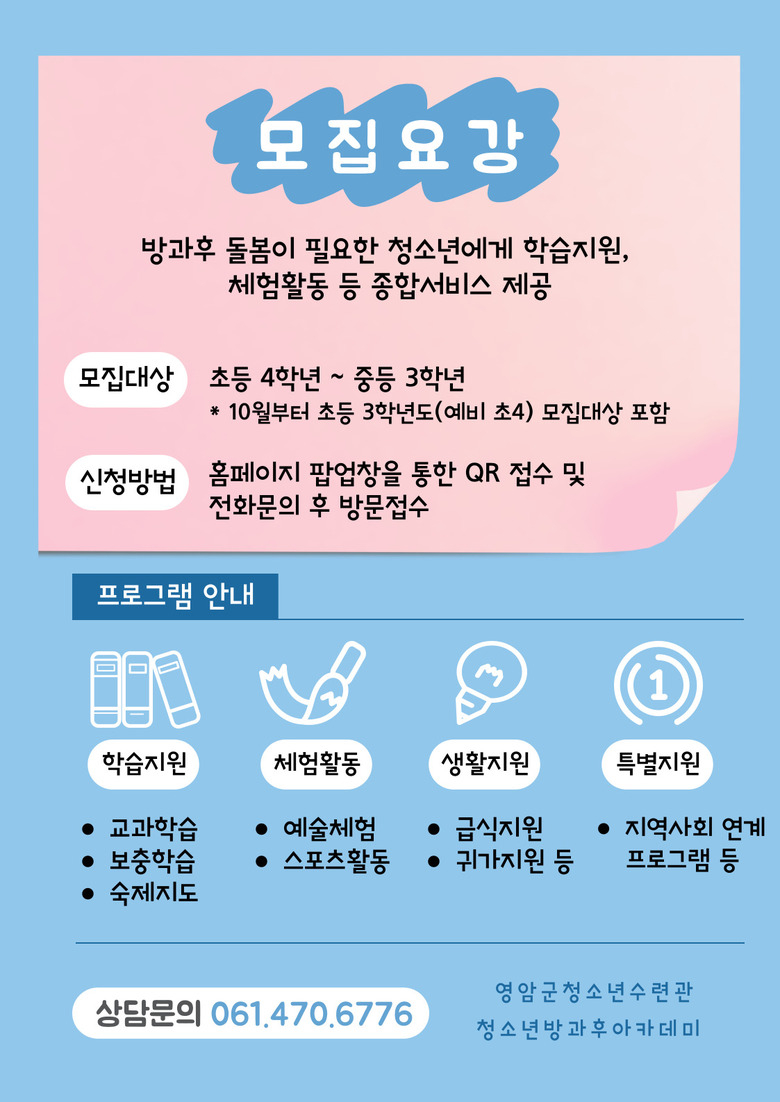 모집요강
방과후 돌봄이 필요한 청소년에게 학습지원,
체험활동 등 종합서비스 제공
모집대상
초등 4학년 ~ 중등 3학년
* 10월부터 초등 3학년도(예비 초4) 모집대상 포함
신청방법
홈페이지 팝업창을 통한 QR 접수 및
전화문의 후 방문접수
프로그램 안내
1
학습지원
● 교과학습
● 보충학습
● 숙제지도
체험활동
● 예술체험
● 스포츠활동
생활지원
● 급식지원
● 귀가지원 등
특별지원
● 지역사회 연계
프로그램 등
상담문의 061.470.6776
영암군청소년수련관
청소년방과후아카데미